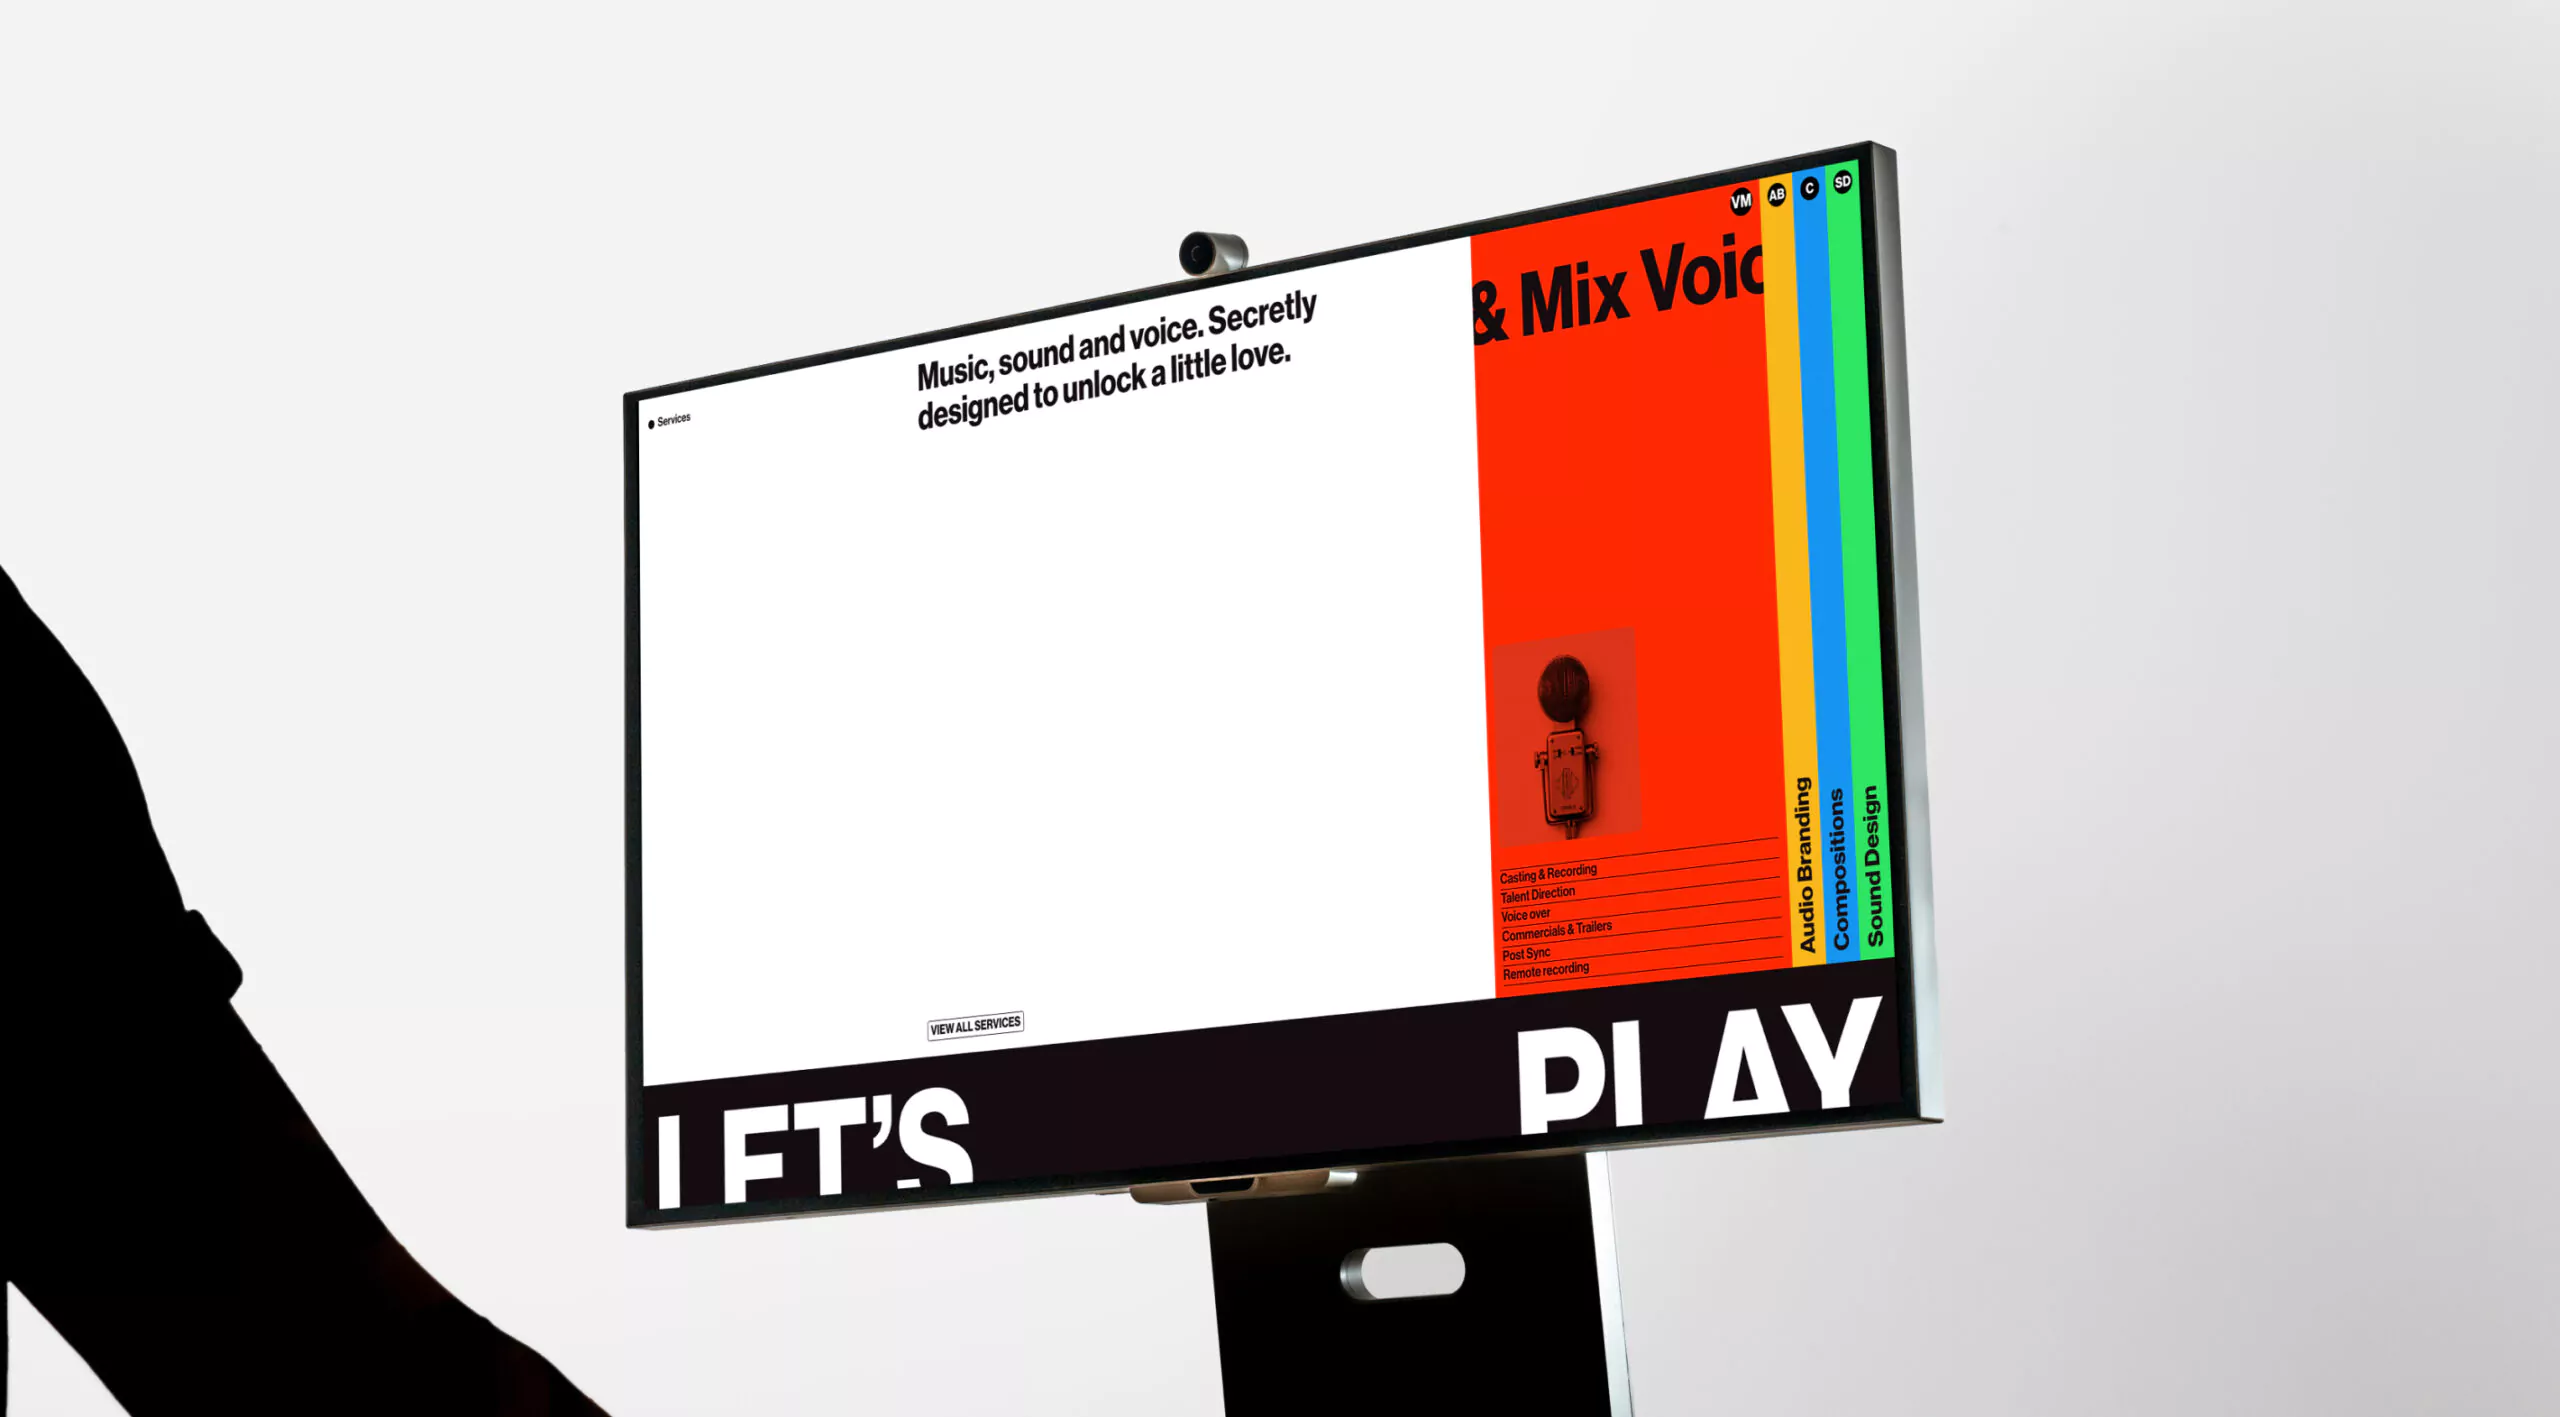 Services
Music, sound and voice. Secretly
designed to unlock a little love.
VIEW ALL SERVICES
VM
& Mix Voic
Casting & Recording
Talent Direction
Voice over
Commercials & Trailers
Post Sync
Remote recording
AB
Audio Branding
C
Compositions
SD
Sound Design
LET'S PLAY